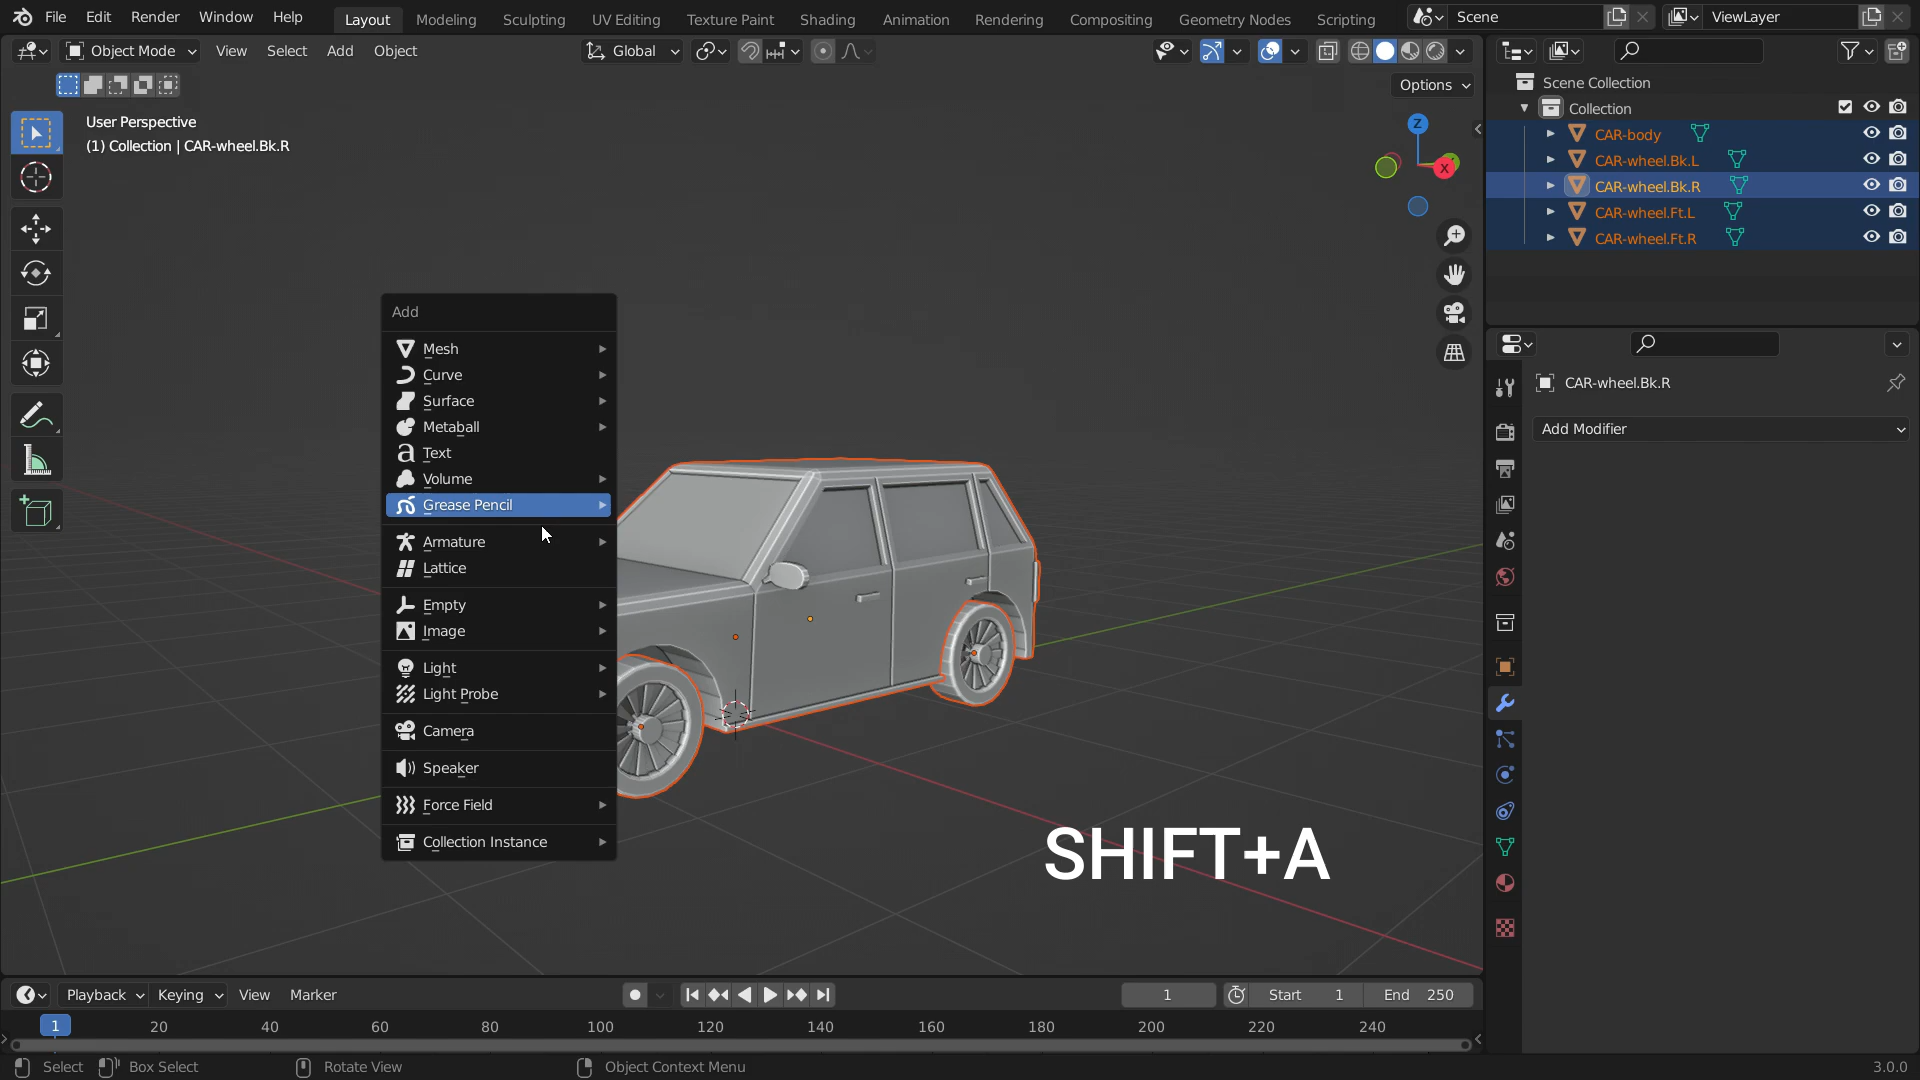 File Edit Render Window Help Layout Modeling Sculpting UV Editing Texture Paint Shading Animation Rendering Compositing Geometry Nodes Scripting Scene ViewLayer
Object Mode View Select Add Object Global
Options
User Perspective
(1) Collection | CAR-wheel.Bk.R
Z
X
Add
Mesh
Curve
Surface
Metaball
Text
Volume
Grease Pencil
Armature
Lattice
Empty
Image
Light
Light Probe
Camera
Speaker
Force Field
Collection Instance
SHIFT+A
Scene Collection
Collection
CAR-body
CAR-wheel.Bk.L
CAR-wheel.Bk.R
CAR-wheel.Ft.L
CAR-wheel.Ft.R
CAR-wheel.Bk.R
Add Modifier
Playback Keying View Marker 1 Start 1 End 250
1 20 40 60 80 100 120 140 160 180 200 220 240
Select Box Select Rotate View Object Context Menu 3.0.0